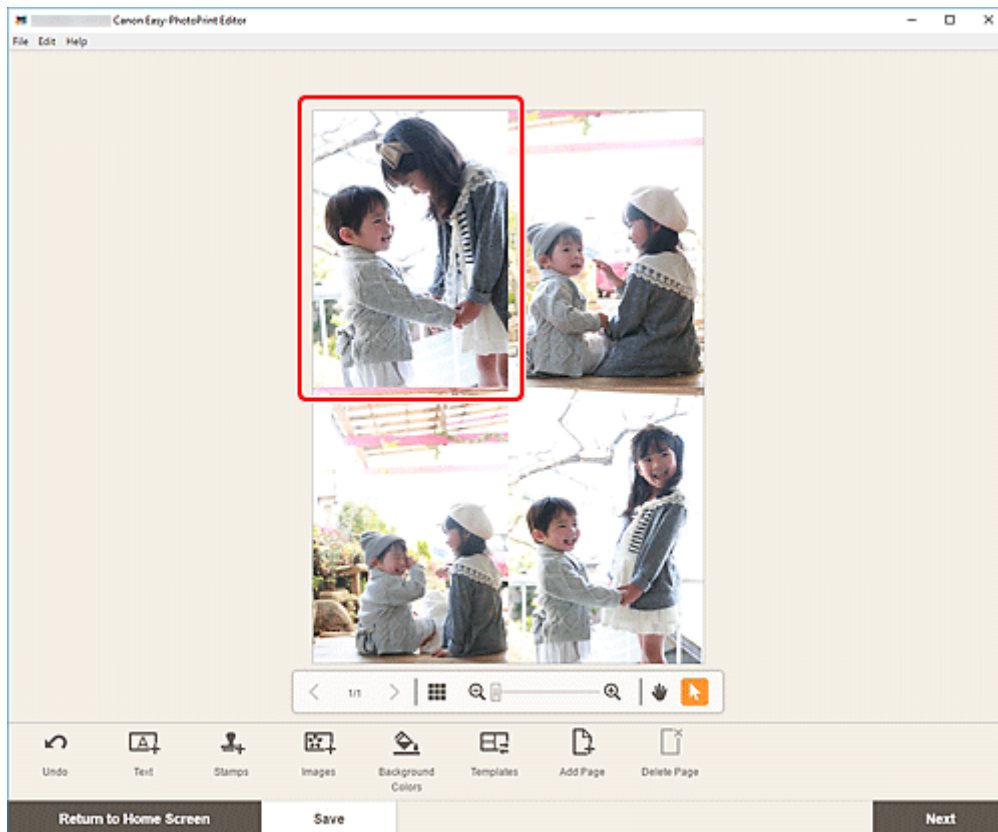 Canon Easy-PhotoPrint Editor
File Edit Help
1/1
Undo
Text
Stamps
Images
Background
Colors
Templates
Add Page
Delete Page
Return to Home Screen
Save
Next